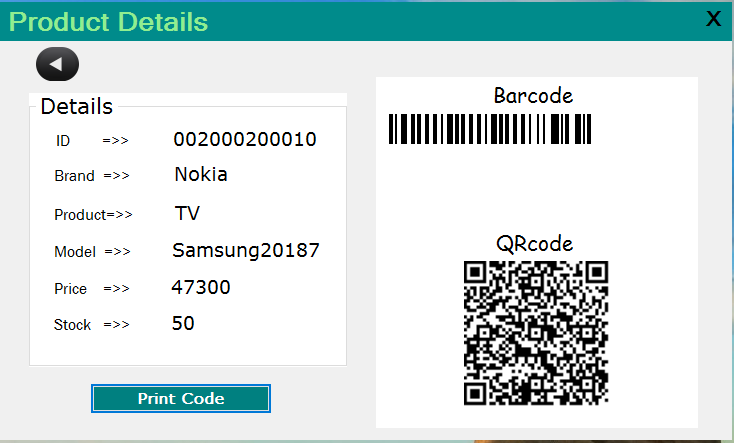 Product Details X
Details
ID =>> 002000200010
Brand =>> Nokia
Product=>> TV
Model =>> Samsung20187
Price =>> 47300
Stock =>> 50
Print Code
Barcode
QRcode